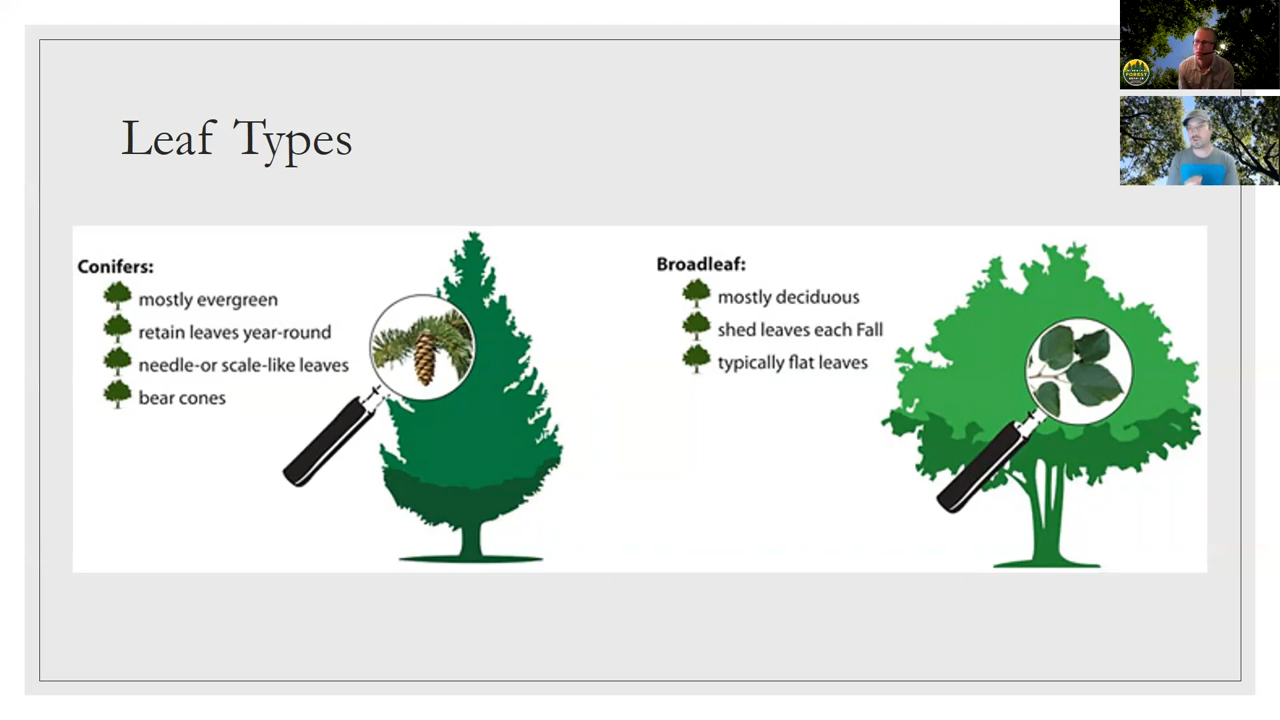 Leaf Types
Conifers:
mostly evergreen
retain leaves year-round
needle-or scale-like leaves
bear cones
Broadleaf:
mostly deciduous
shed leaves each Fall
typically flat leaves
FOREST